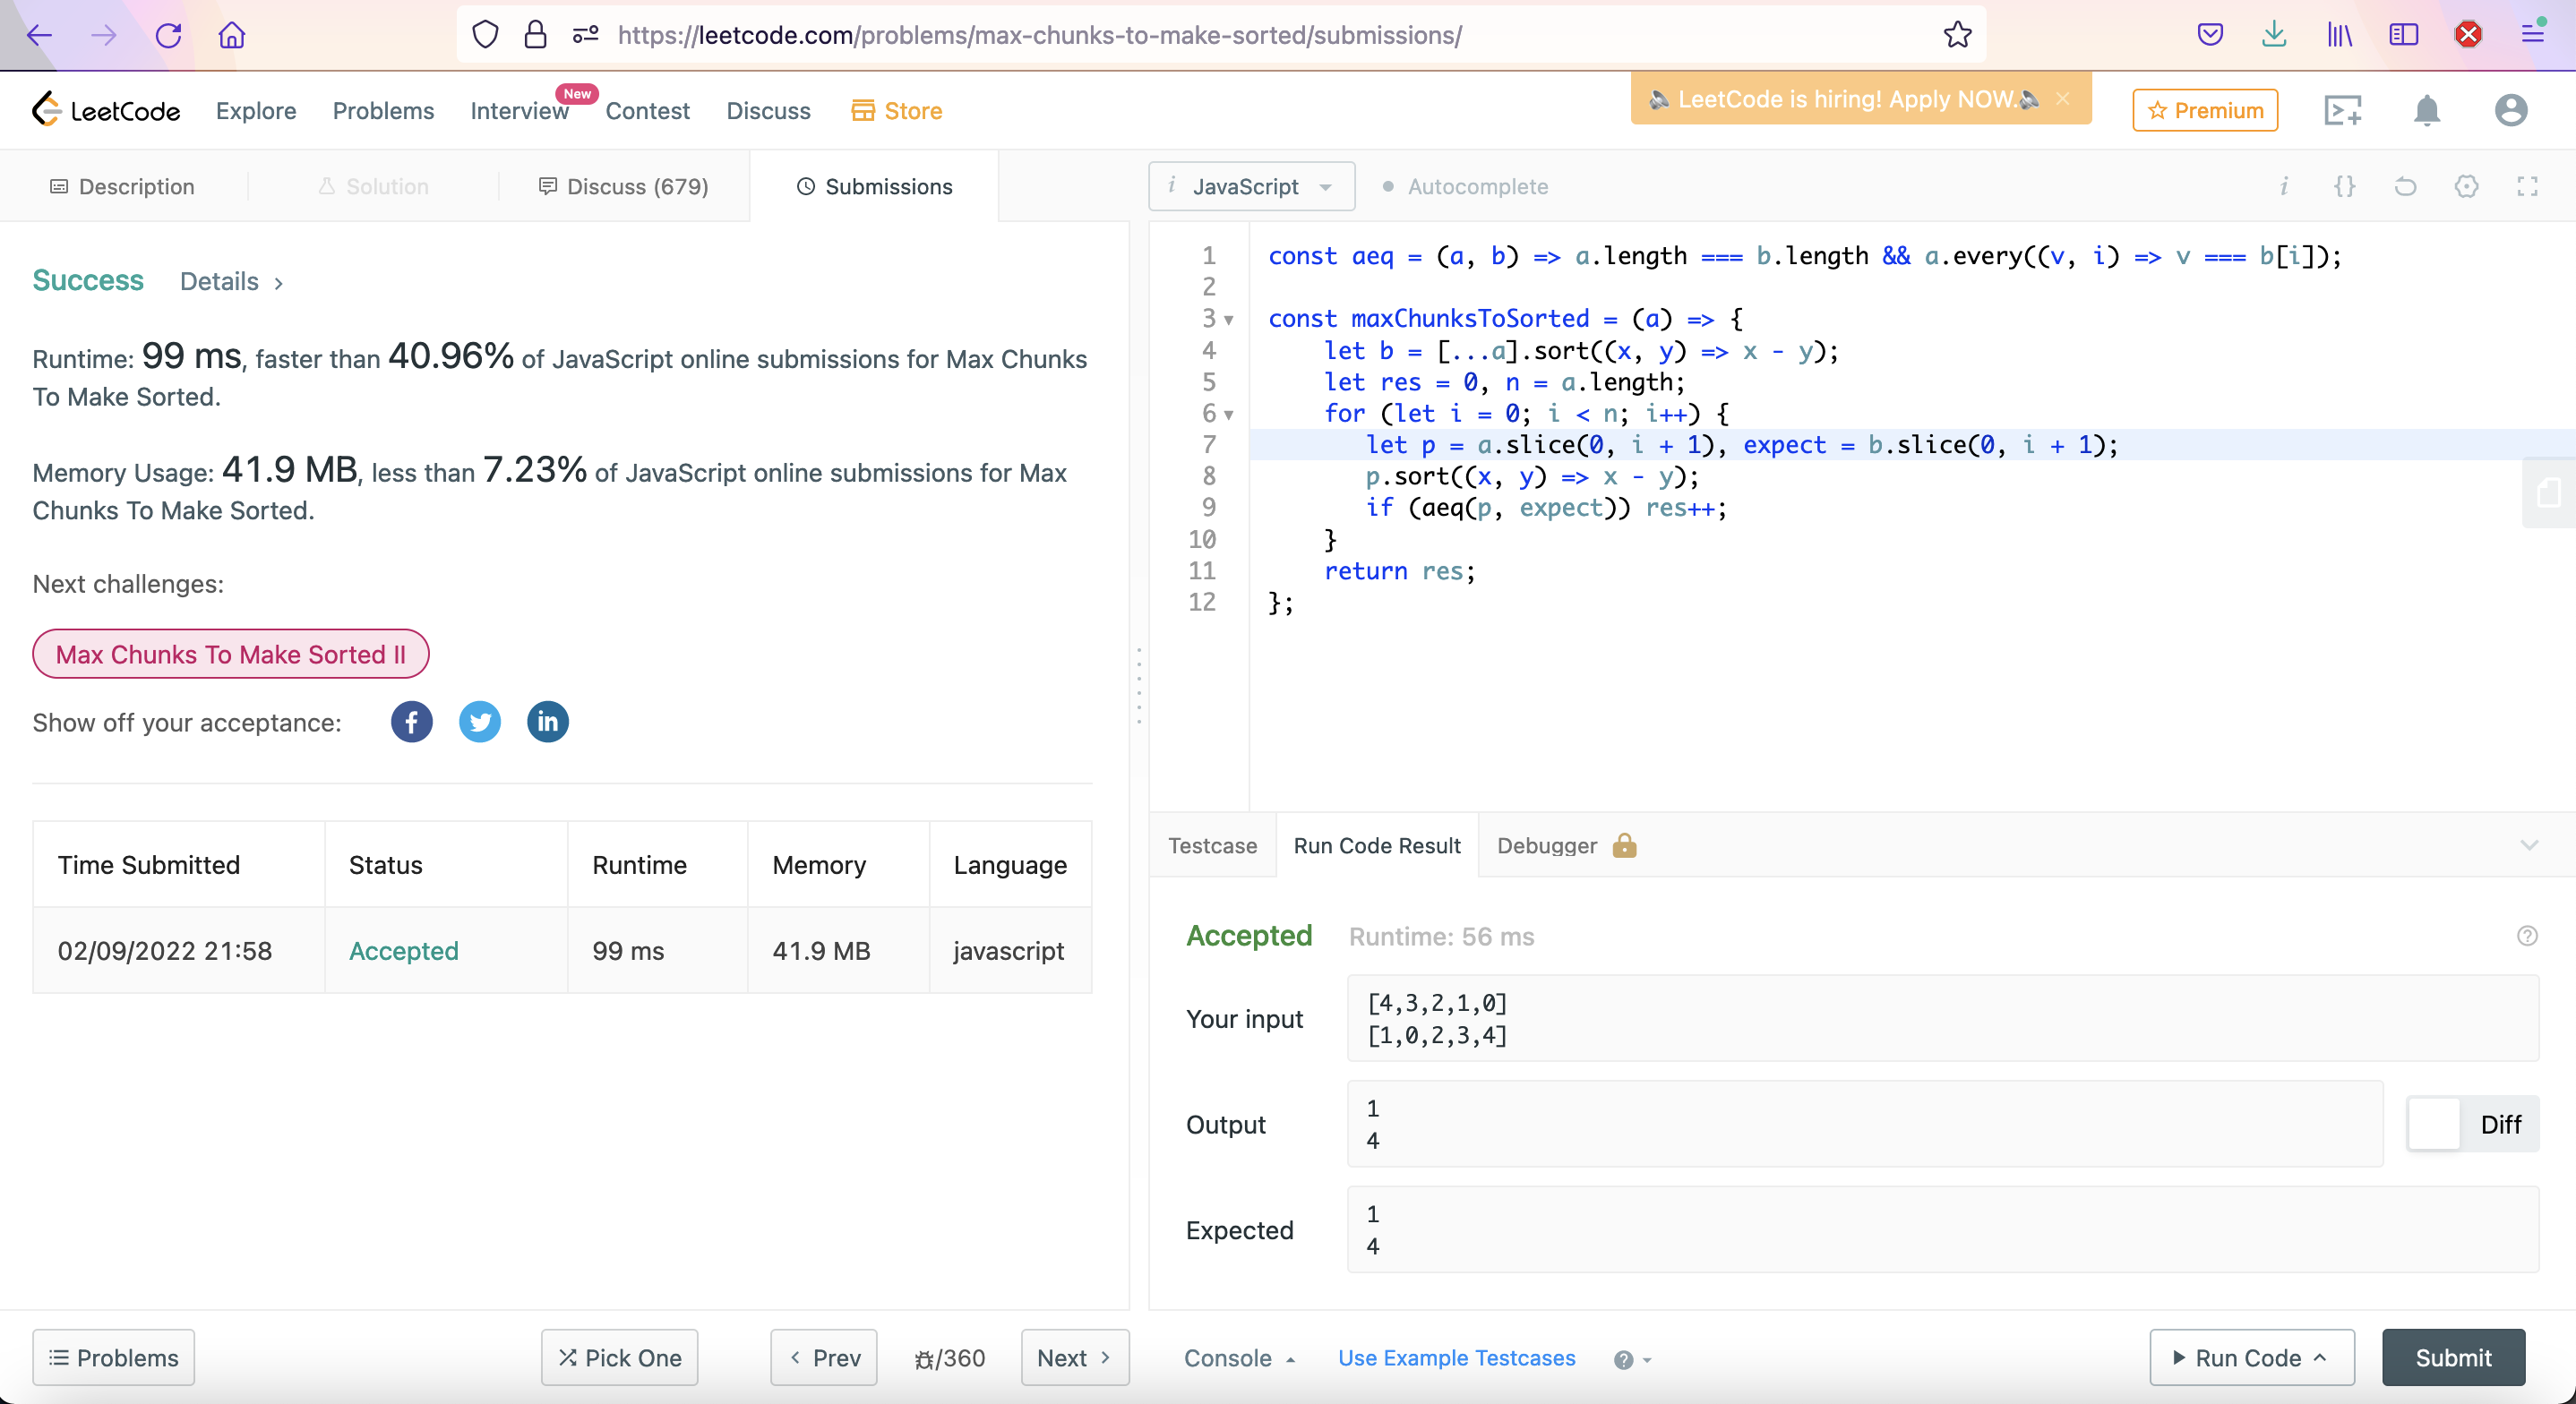 https://leetcode.com/problems/max-chunks-to-make-sorted/submissions/
LeetCode Explore Problems Interview New Contest Discuss Store
LeetCode is hiring! Apply NOW.
Premium
Description Solution Discuss (679) Submissions
i JavaScript Autocomplete
Success Details >
Runtime: 99 ms, faster than 40.96% of JavaScript online submissions for Max Chunks
To Make Sorted.
Memory Usage: 41.9 MB, less than 7.23% of JavaScript online submissions for Max
Chunks To Make Sorted.
Next challenges:
Max Chunks To Make Sorted II
Show off your acceptance:
Time Submitted Status Runtime Memory Language
02/09/2022 21:58 Accepted 99 ms 41.9 MB javascript
1 const aeq = (a, b) => a.length === b.length && a.every((v, i) => v === b[i]);
2
3 const maxChunksToSorted = (a) => {
4 let b = [...a].sort((x, y) => x - y);
5 let res = 0, n = a.length;
6 for (let i = 0; i < n; i++) {
7 let p = a.slice(0, i + 1), expect = b.slice(0, i + 1);
8 p.sort((x, y) => x - y);
9 if (aeq(p, expect)) res++;
10 }
11 return res;
12 };
Testcase Run Code Result Debugger
Accepted Runtime: 56 ms
Your input
[4,3,2,1,0]
[1,0,2,3,4]
Output
1
4
Diff
Expected
1
4
Problems Pick One < Prev /360 Next >
Console Use Example Testcases Run Code Submit